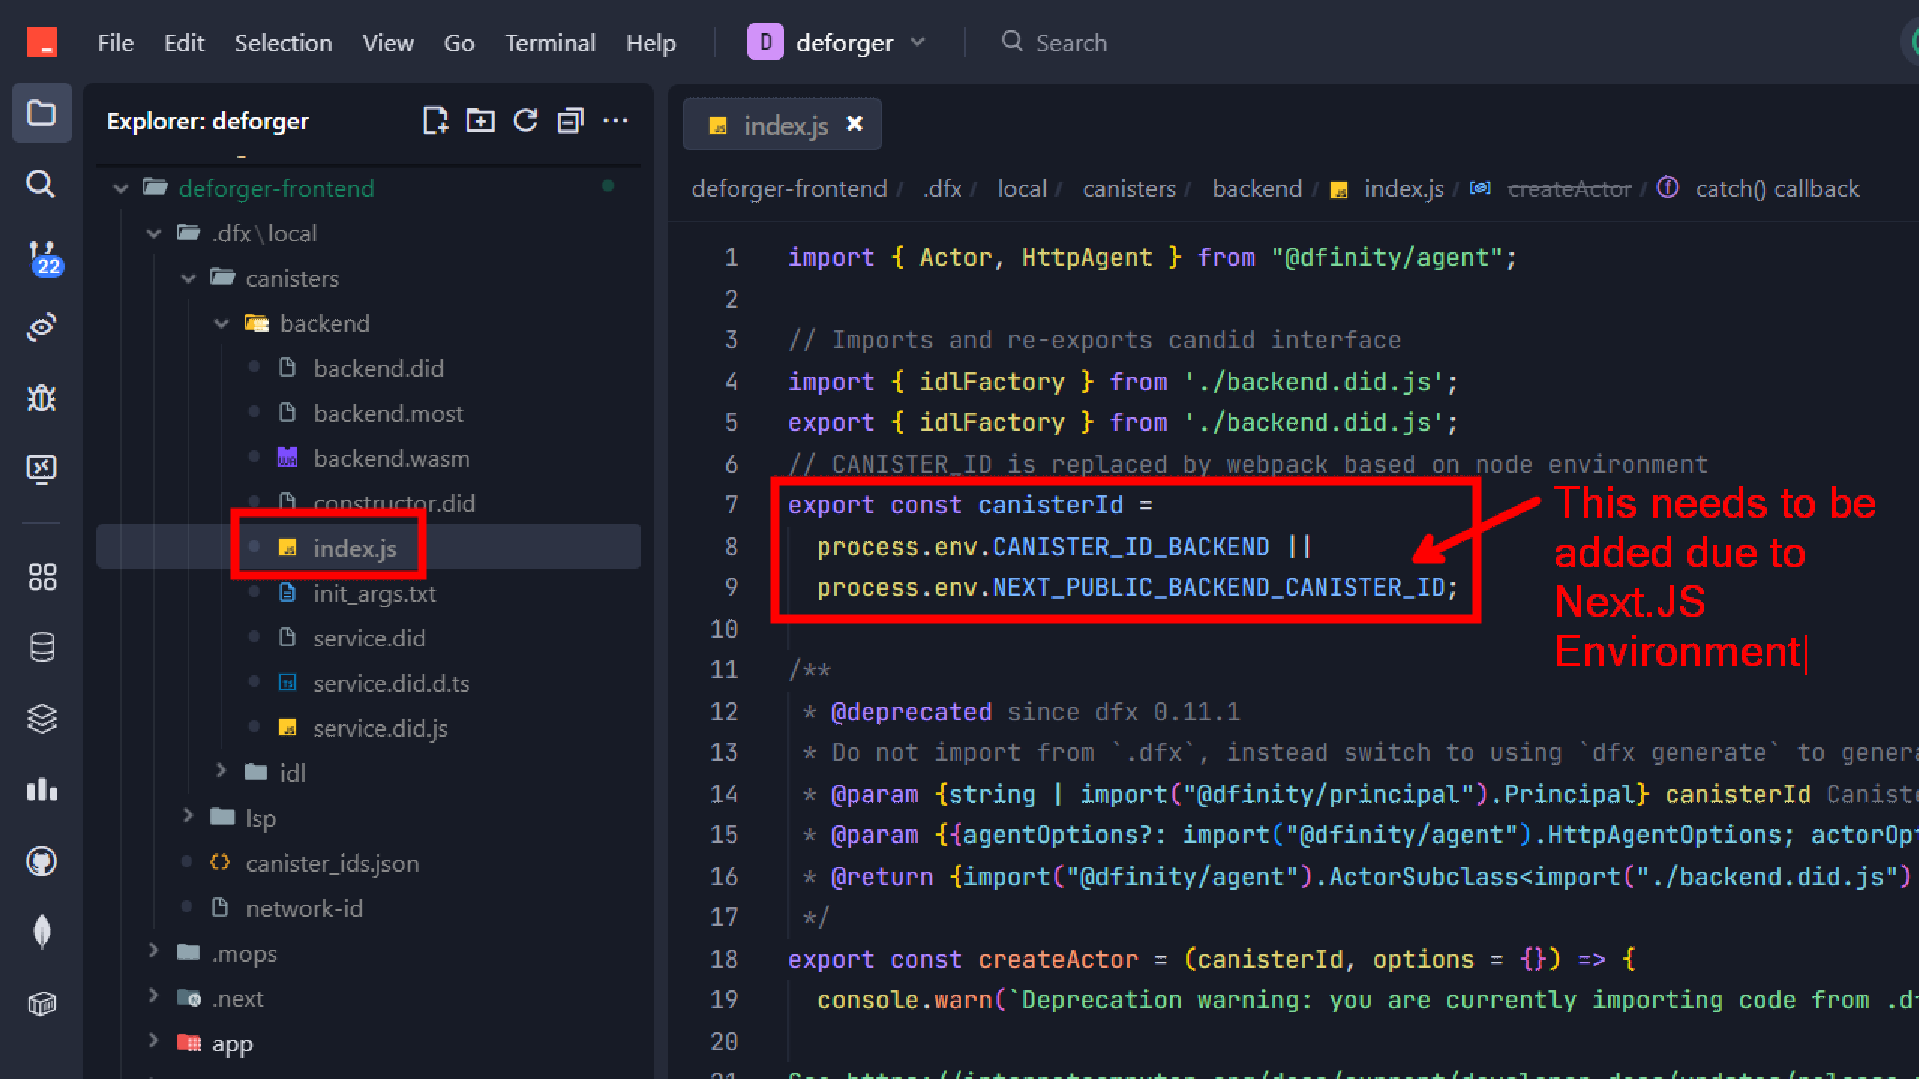 File Edit Selection View Go Terminal Help D deforger Search
Explorer: deforger
deforger-frontend
.dfx\local
canisters
backend
backend.did
backend.most
backend.wasm
constructor.did
index.js
init_args.txt
service.did
service.did.d.ts
service.did.js
idl
lsp
canister_ids.json
network-id
.mops
.next
app
22
index.js
deforger-frontend / .dfx / local / canisters / backend / index.js / createActor / catch() callback
1 import { Actor, HttpAgent } from "@dfinity/agent";
2
3 // Imports and re-exports candid interface
4 import { idlFactory } from './backend.did.js';
5 export { idlFactory } from './backend.did.js';
6 // CANISTER_ID is replaced by webpack based on node environment
7 export const canisterId =
8 process.env.CANISTER_ID_BACKEND ||
9 process.env.NEXT_PUBLIC_BACKEND_CANISTER_ID;
10
11 /**
12 * @deprecated since dfx 0.11.1
13 * Do not import from `.dfx`, instead switch to using `dfx generate` to genera
14 * @param {string | import("@dfinity/principal").Principal} canisterId Caniste
15 * @param {{agentOptions?: import("@dfinity/agent").HttpAgentOptions; actorOpt
16 * @return {import("@dfinity/agent").ActorSubclass<import("./backend.did.js")
17 */
18 export const createActor = (canisterId, options = {}) => {
19 console.warn(`Deprecation warning: you are currently importing code from .df
20
This needs to be
added due to
Next.JS
Environment